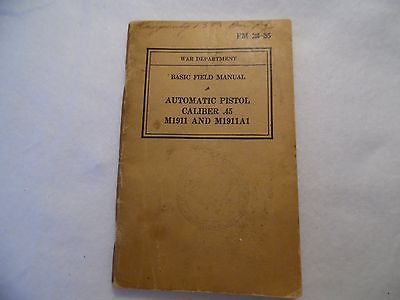 FM 23-35
WAR DEPARTMENT
BASIC FIELD MANUAL
AUTOMATIC PISTOL
CALIBER .45
M1911 AND M1911A1